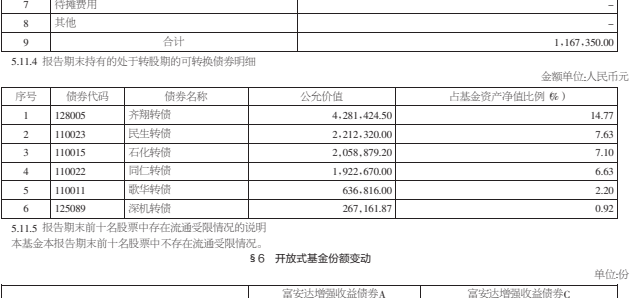 7 待摊费用 -
8 其他 -
9 合计 1,167,350.00
5.11.4 报告期末持有的处于转股期的可转换债券明细
金额单位:人民币元
序号 债券代码 债券名称 公允价值 占基金资产净值比例(%)
1 128005 齐翔转债 4,281,424.50 14.77
2 110023 民生转债 2,212,320.00 7.63
3 110015 石化转债 2,058,879.20 7.10
4 110022 同仁转债 1,922,670.00 6.63
5 110011 歌华转债 636,816.00 2.20
6 125089 深机转债 267,161.87 0.92
5.11.5 报告期末前十名股票中存在流通受限情况的说明
本基金本报告期末前十名股票中不存在流通受限情况。
§6 开放式基金份额变动
单位:份
富安达增强收益债券A 富安达增强收益债券C